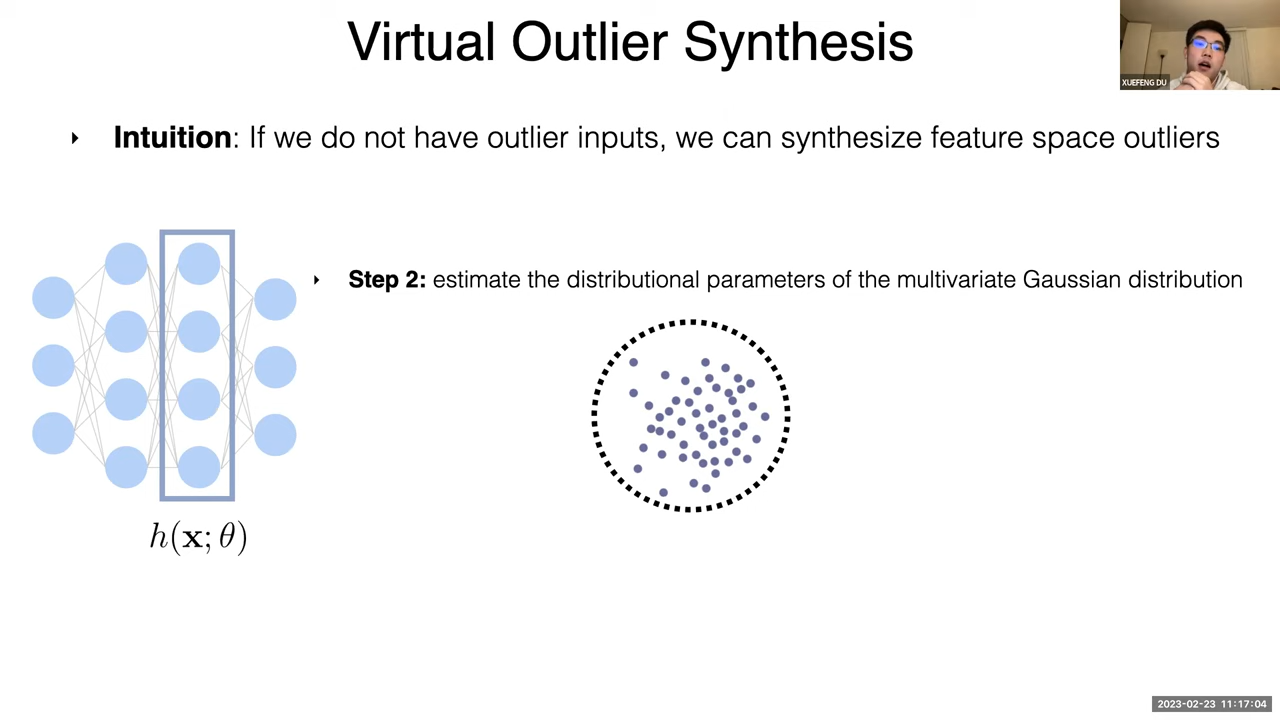 Virtual Outlier Synthesis
XUEFENG DU
‣ Intuition: If we do not have outlier inputs, we can synthesize feature space outliers
‣ Step 2: estimate the distributional parameters of the multivariate Gaussian distribution
h(x; θ)
2023-02-23 11:17:04